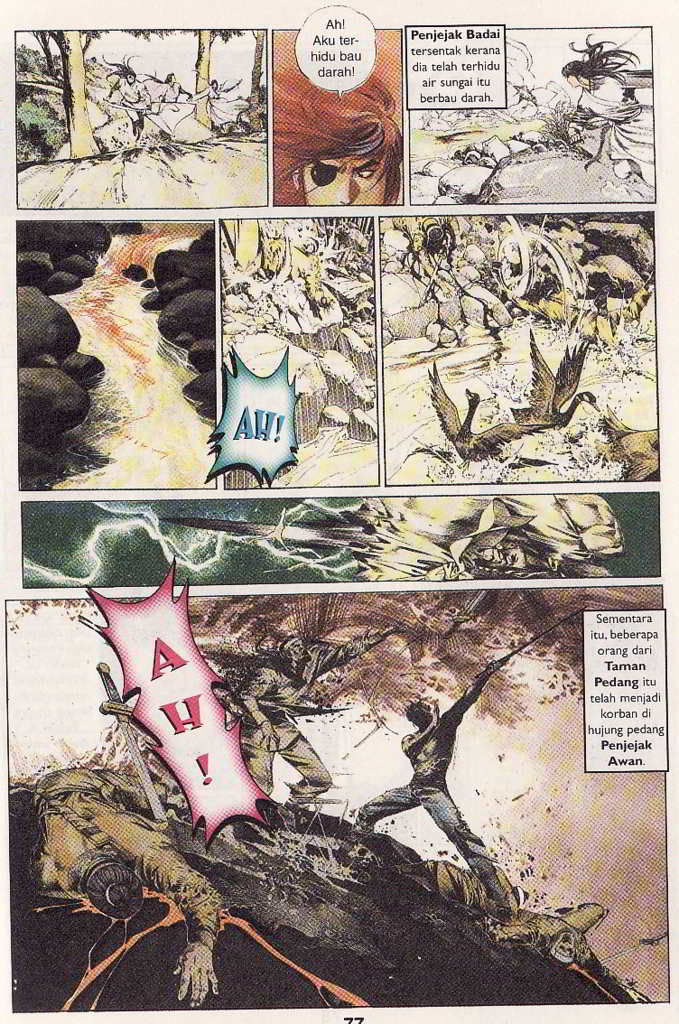 Ah!
Aku ter-
hidu bau
darah!
Penjejak Badai
tersentak kerana
dia telah terhidu
air sungai itu
berbau darah.
AH!
AH!
Sementara
itu, beberapa
orang dari
Taman
Pedang itu
telah menjadi
korban di
hujung pedang
Penjejak
Awan.
77